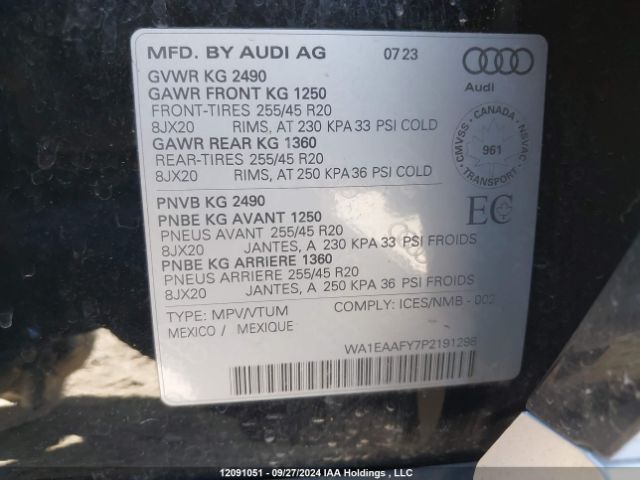 MFD. BY AUDI AG 07 23
Audi
GVWR KG 2490
GAWR FRONT KG 1250
FRONT-TIRES 255/45 R20
8JX20 RIMS, AT 230 KPA 33 PSI COLD
GAWR REAR KG 1360
REAR-TIRES 255/45 R20
8JX20 RIMS, AT 250 KPA 36 PSI COLD
CMVSS - CANADA - NSVAC
961
- TRANSPORT -
PNVB KG 2490
PNBE KG AVANT 1250
PNEUS AVANT 255/45 R20
8JX20 JANTES, A 230 KPA 33 PSI FROIDS
PNBE KG ARRIERE 1360
PNEUS ARRIERE 255/45 R20
8JX20 JANTES, A 250 KPA 36 PSI FROIDS
EC
TYPE: MPV/VTUM COMPLY: ICES/NMB - 002
MEXICO / MEXIQUE
WA1EAAFY7P2191298
12091051 - 09/27/2024 IAA Holdings , LLC